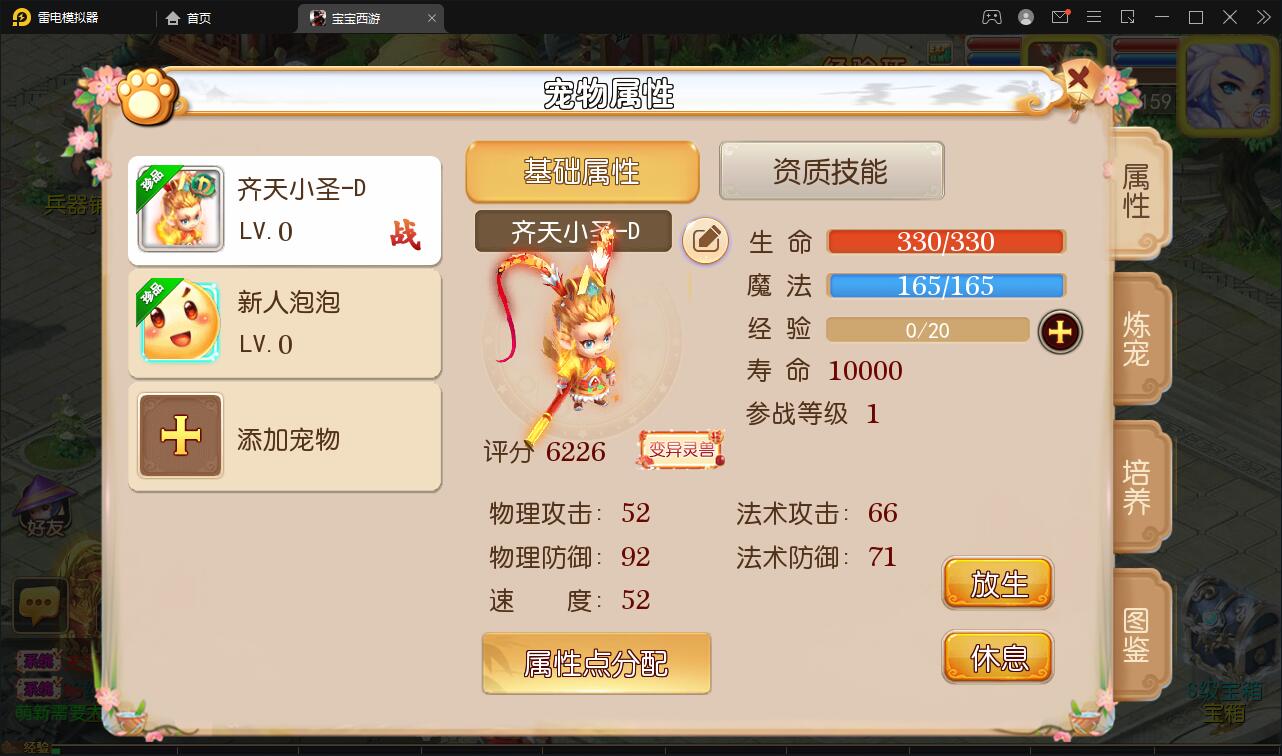 雷电模拟器
首页
宝宝西游
宠物属性
159
珍品
齐天小圣-D
LV. 0
战
珍品
新人泡泡
LV. 0
添加宠物
基础属性
资质技能
齐天小圣-D
生命 330/330
魔法 165/165
经验 0/20
寿命 10000
参战等级 1
评分 6226
变异灵兽
物理攻击: 52
法术攻击: 66
物理防御: 92
法术防御: 71
速度: 52
属性点分配
放生
休息
属性
炼宠
培养
图鉴
好友
系统
系统
萌新需要
S级宝箱
宝箱
经验